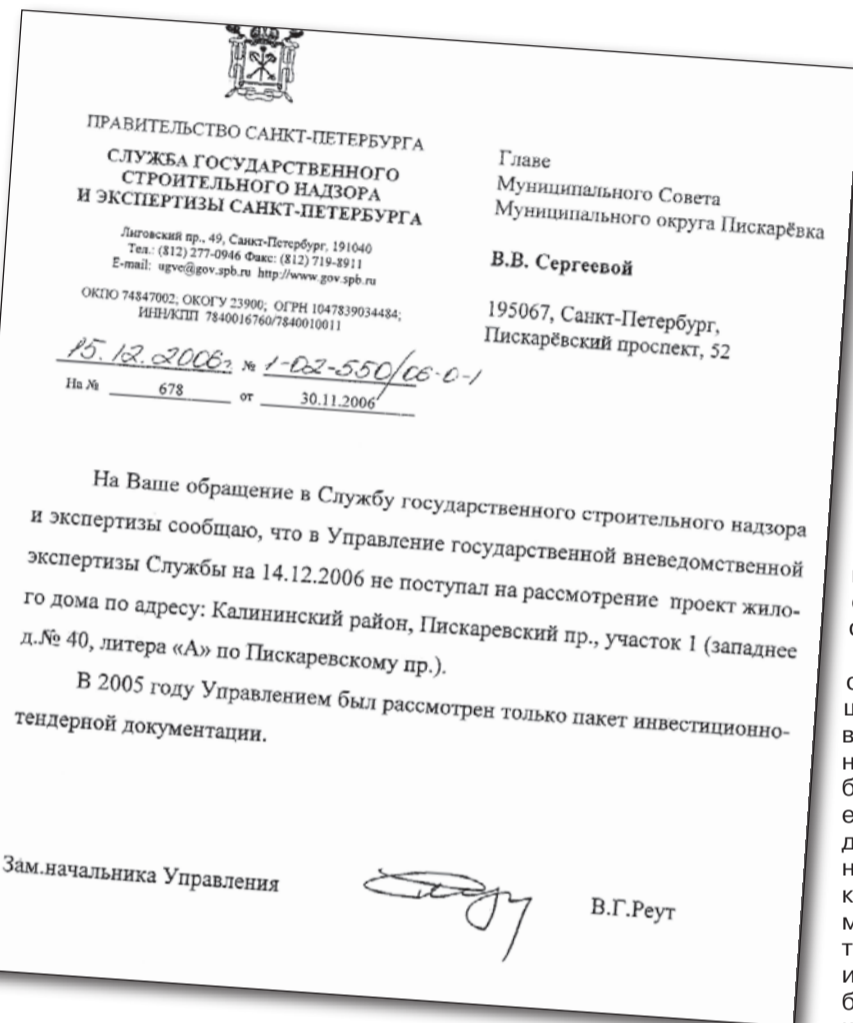 ПРАВИТЕЛЬСТВО САНКТ-ПЕТЕРБУРГА
СЛУЖБА ГОСУДАРСТВЕННОГО
СТРОИТЕЛЬНОГО НАДЗОРА
И ЭКСПЕРТИЗЫ САНКТ-ПЕТЕРБУРГА
Лиговский пр., 49, Санкт-Петербург, 191040
Тел.: (812) 277-0946 Факс: (812) 719-8911
E-mail: ugve@gov.spb.ru http://www.gov.spb.ru
ОКПО 74847002; ОКОГУ 23900; ОГРН 1047839034484;
ИНН/КПП 7840016760/7840010011
15.12.2006г. № 1-02-550/06-0-1
На № 678 от 30.11.2006
Главе
Муниципального Совета
Муниципального округа Пискарёвка
В.В. Сергеевой
195067, Санкт-Петербург,
Пискарёвский проспект, 52
На Ваше обращение в Службу государственного строительного надзора
и экспертизы сообщаю, что в Управление государственной вневедомственной
экспертизы Службы на 14.12.2006 не поступал на рассмотрение проект жило-
го дома по адресу: Калининский район, Пискаревский пр., участок 1 (западнее
д.№ 40, литера «А» по Пискаревскому пр.).
В 2005 году Управлением был рассмотрен только пакет инвестиционно-
тендерной документации.
Зам.начальника Управления
В.Г.Реут